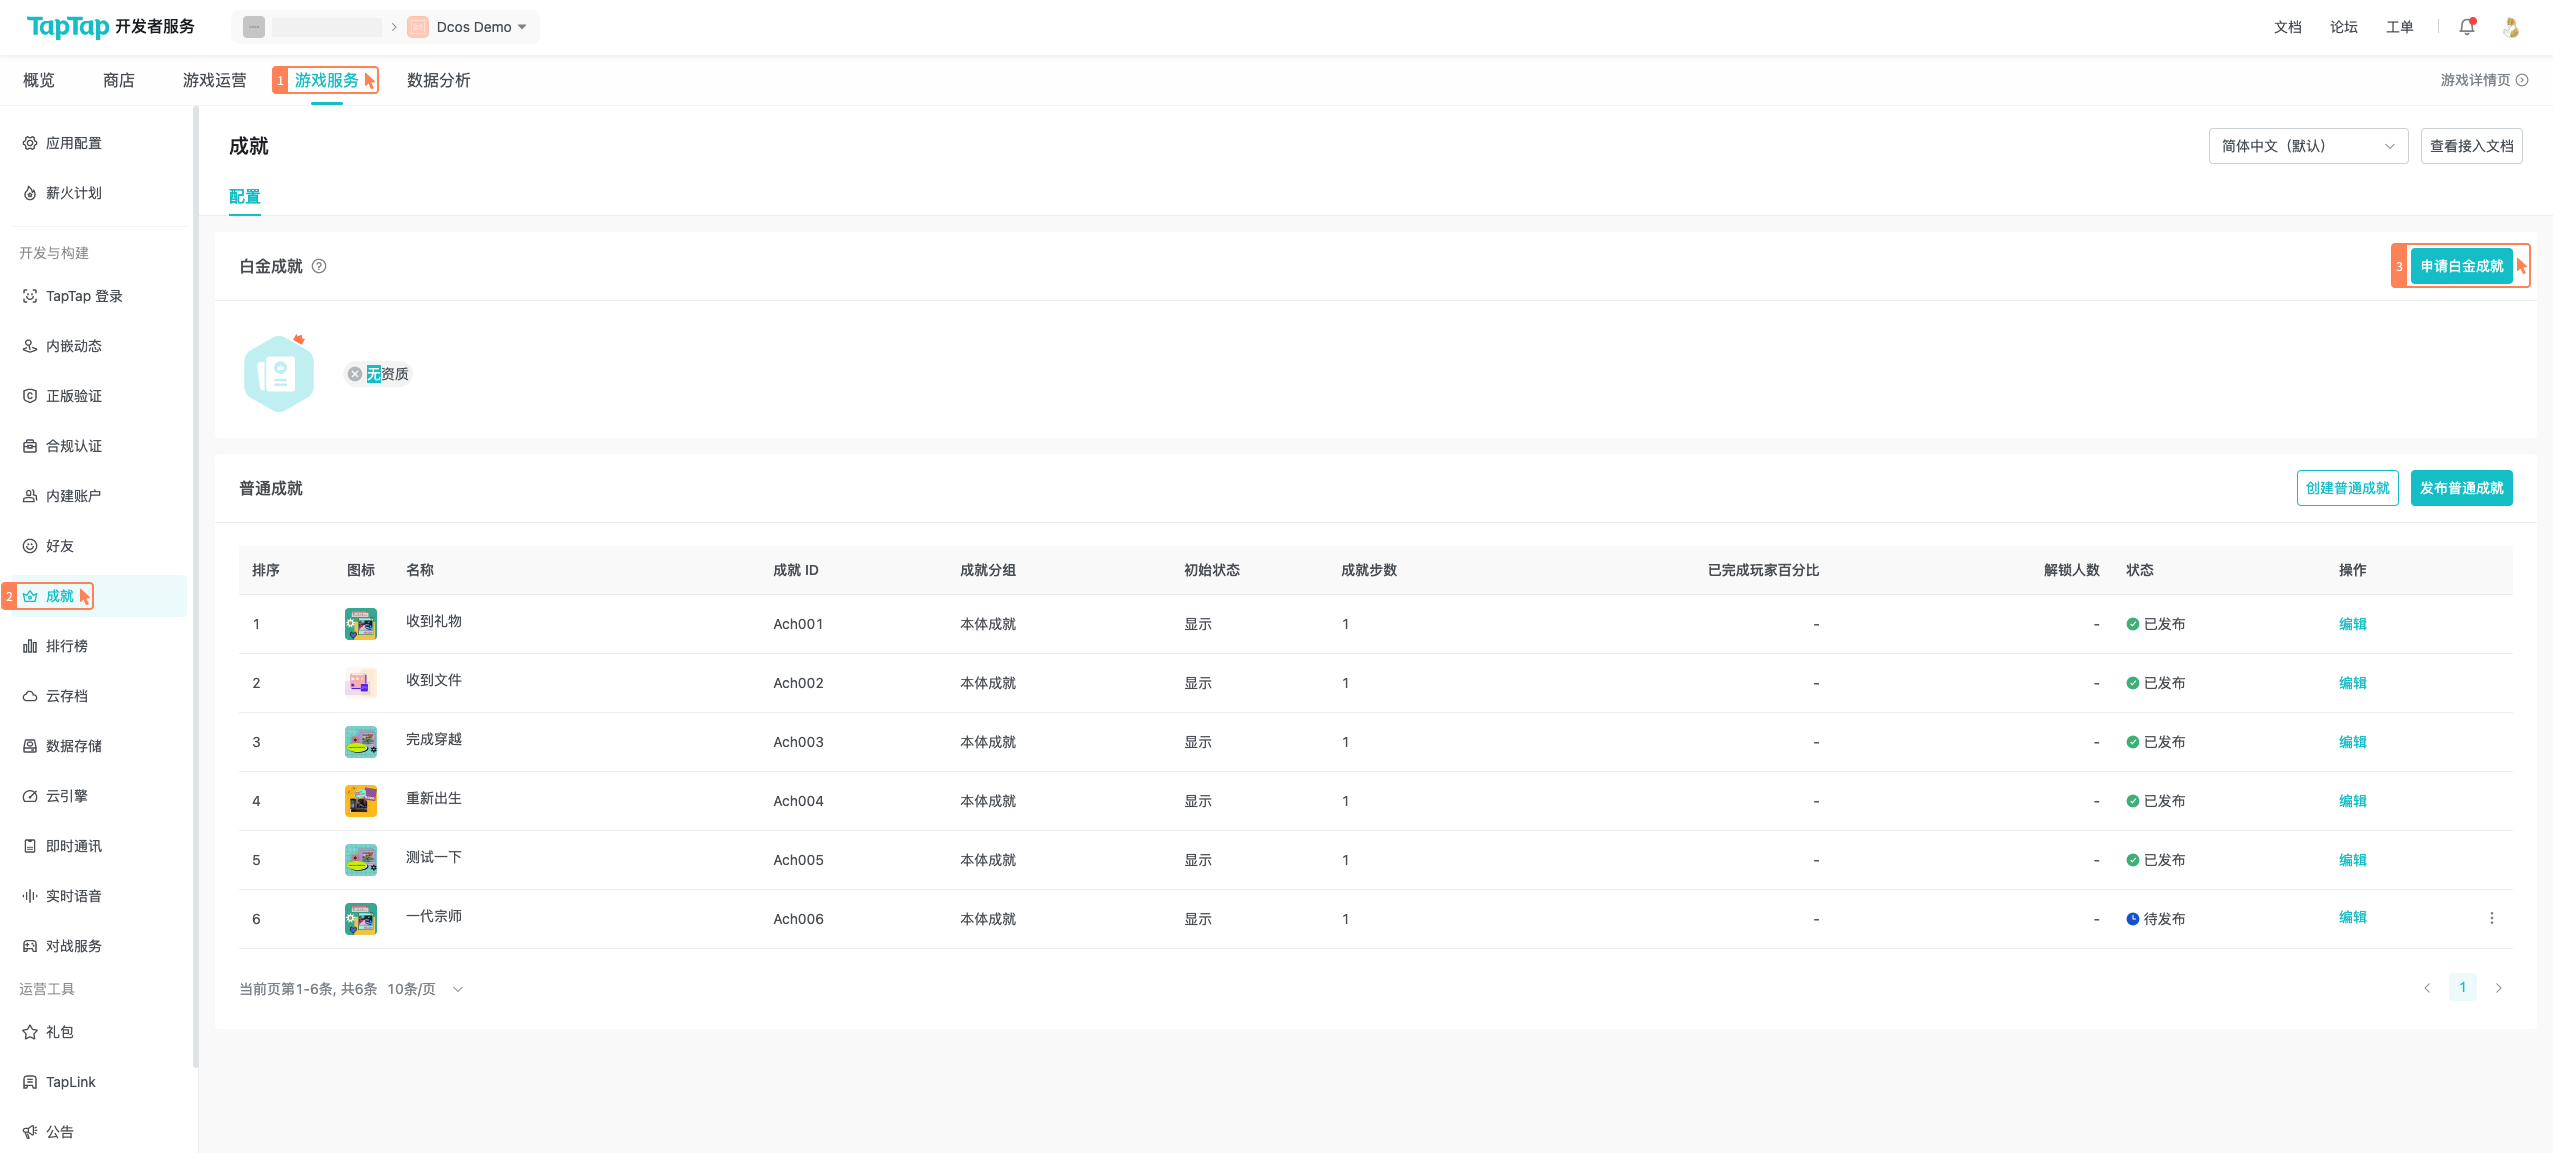 TapTap 开发者服务
Dcos Demo
文档 论坛 工单
概览 商店 游戏运营 1 游戏服务 数据分析
游戏详情页
应用配置
薪火计划
开发与构建
TapTap 登录
内嵌动态
正版验证
合规认证
内建账户
好友
2 成就
排行榜
云存档
数据存储
云引擎
即时通讯
实时语音
对战服务
运营工具
礼包
TapLink
公告
成就
简体中文（默认） 查看接入文档
配置
白金成就
3 申请白金成就
无资质
普通成就
创建普通成就 发布普通成就
排序 图标 名称 成就 ID 成就分组 初始状态 成就步数 已完成玩家百分比 解锁人数 状态 操作
1 收到礼物 Ach001 本体成就 显示 1 - - 已发布 编辑
2 收到文件 Ach002 本体成就 显示 1 - - 已发布 编辑
3 完成穿越 Ach003 本体成就 显示 1 - - 已发布 编辑
4 重新出生 Ach004 本体成就 显示 1 - - 已发布 编辑
5 测试一下 Ach005 本体成就 显示 1 - - 已发布 编辑
6 一代宗师 Ach006 本体成就 显示 1 - - 待发布 编辑
当前页第1-6条, 共6条 10条/页
1